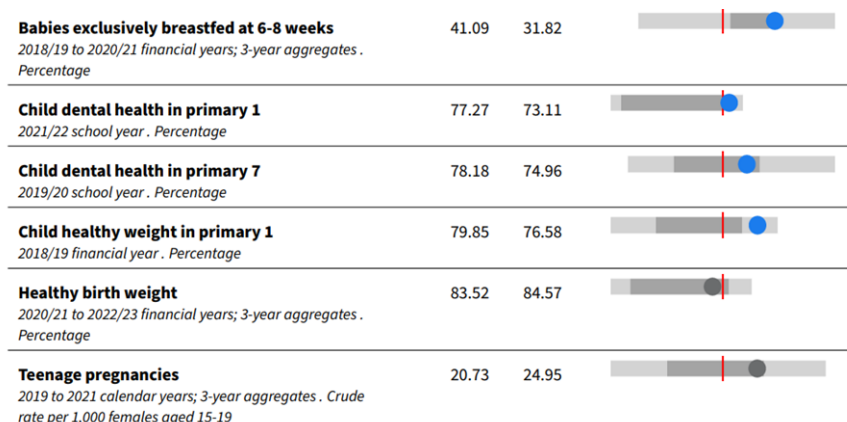 Babies exclusively breastfed at 6-8 weeks 41.09 31.82
2018/19 to 2020/21 financial years; 3-year aggregates .
Percentage
Child dental health in primary 1 77.27 73.11
2021/22 school year . Percentage
Child dental health in primary 7 78.18 74.96
2019/20 school year . Percentage
Child healthy weight in primary 1 79.85 76.58
2018/19 financial year . Percentage
Healthy birth weight 83.52 84.57
2020/21 to 2022/23 financial years; 3-year aggregates .
Percentage
Teenage pregnancies 20.73 24.95
2019 to 2021 calendar years; 3-year aggregates . Crude
rate per 1,000 females aged 15-19